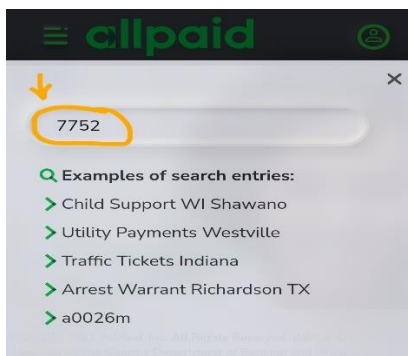 allpaid
7752
Examples of search entries:
Child Support WI Shawano
Utility Payments Westville
Traffic Tickets Indiana
Arrest Warrant Richardson TX
a0026m